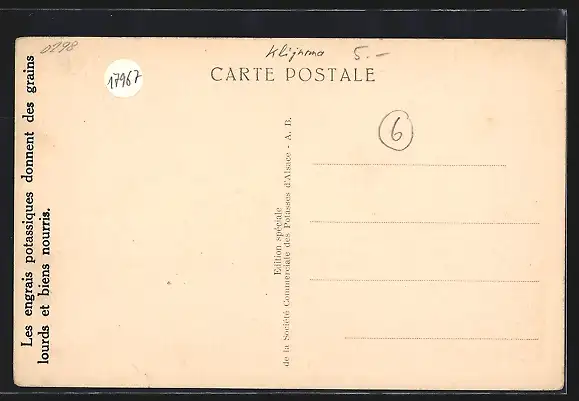 0298
17967
Klijnma 5.-
CARTE POSTALE
6
Les engrais potassiques donnent des grains
lourds et biens nourris.
Edition spéciale
de la Société Commerciale des Potasses d'Alsace - A. B.